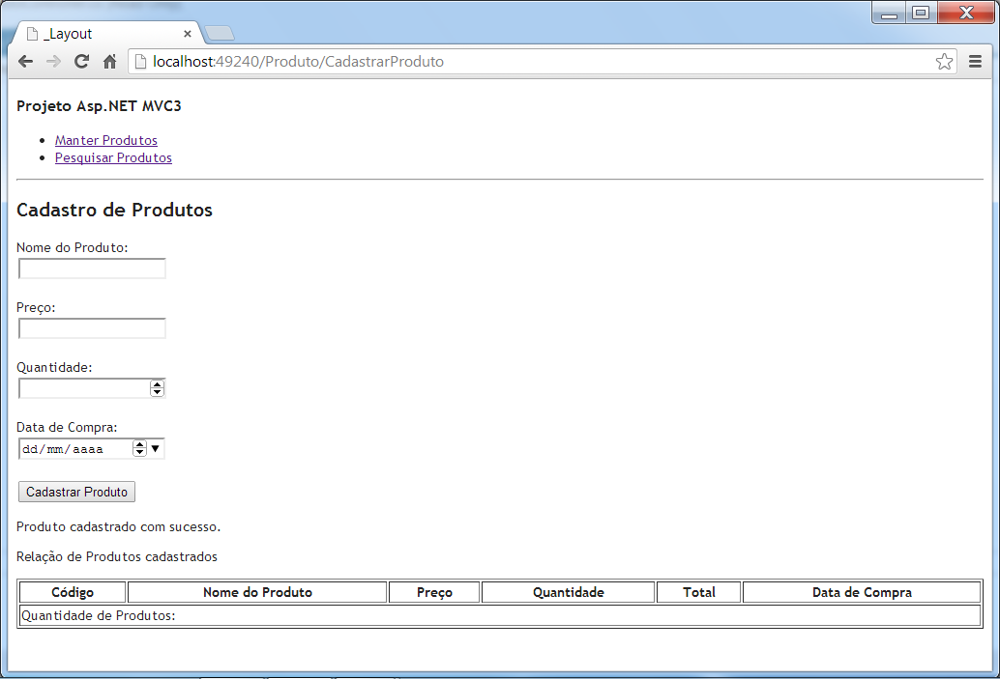 _Layout
localhost:49240/Produto/CadastrarProduto
Projeto Asp.NET MVC3
Manter Produtos
Pesquisar Produtos
Cadastro de Produtos
Nome do Produto:
Preço:
Quantidade:
Data de Compra:
dd/mm/aaaa
Cadastrar Produto
Produto cadastrado com sucesso.
Relação de Produtos cadastrados
Código Nome do Produto Preço Quantidade Total Data de Compra
Quantidade de Produtos: